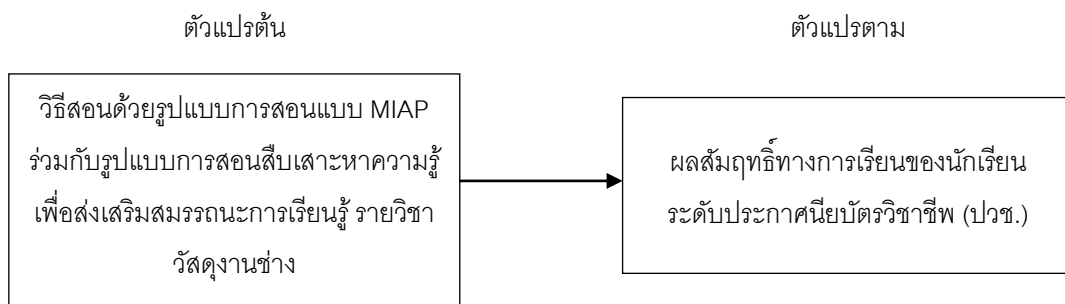 ตัวแปรต้น
ตัวแปรตาม
วิธีสอนด้วยรูปแบบการสอนแบบ MIAP
ร่วมกับรูปแบบการสอนสืบเสาะหาความรู้
เพื่อส่งเสริมสมรรถนะการเรียนรู้ รายวิชา
วัสดุงานช่าง
ผลสัมฤทธิ์ทางการเรียนของนักเรียน
ระดับประกาศนียบัตรวิชาชีพ (ปวช.)